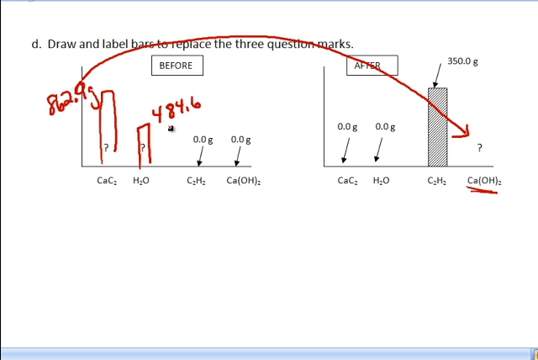 d. Draw and label bars to replace the three question marks.
BEFORE
AFTER
350.0 g
862.9g
484.6
0.0 g 0.0 g
0.0 g 0.0 g
? ?
?
CaC₂ H₂O C₂H₂ Ca(OH)₂
CaC₂ H₂O C₂H₂ Ca(OH)₂